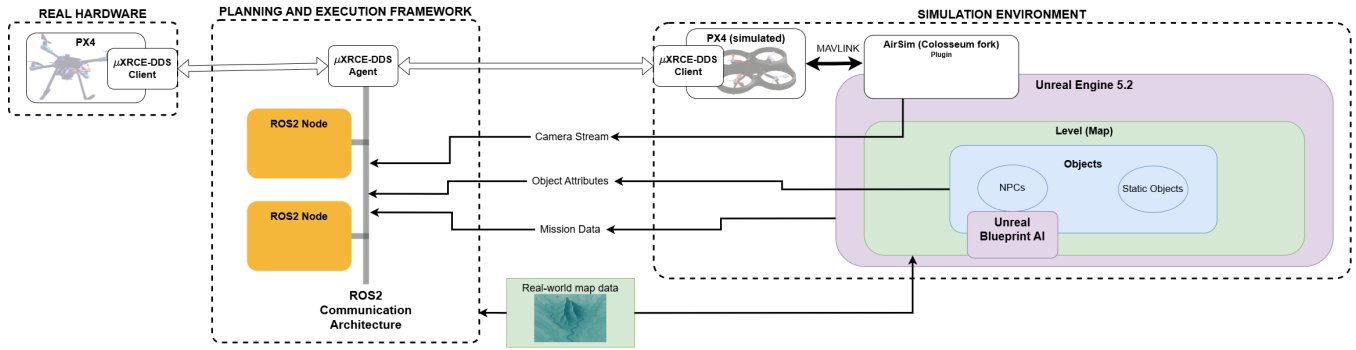 REAL HARDWARE
PX4
μXRCE-DDS
Client
PLANNING AND EXECUTION FRAMEWORK
μXRCE-DDS
Agent
ROS2 Node
ROS2 Node
ROS2
Communication
Architecture
Camera Stream
Object Attributes
Mission Data
Real-world map data
SIMULATION ENVIRONMENT
PX4 (simulated)
μXRCE-DDS
Client
MAVLINK
AirSim (Colosseum fork)
Plugin
Unreal Engine 5.2
Level (Map)
Objects
NPCs
Static Objects
Unreal
Blueprint AI